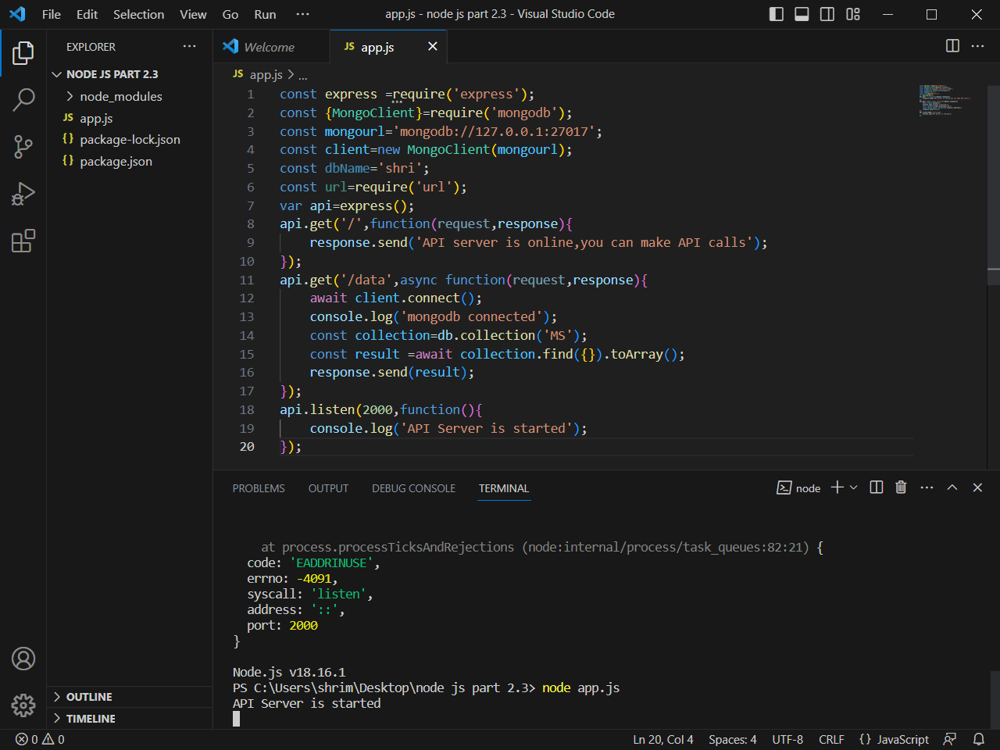 File Edit Selection View Go Run ··· app.js - node js part 2.3 - Visual Studio Code
EXPLORER ···
NODE JS PART 2.3
node_modules
JS app.js
{} package-lock.json
{} package.json
OUTLINE
TIMELINE
Welcome JS app.js
JS app.js > ...
1 const express =require('express');
2 const {MongoClient}=require('mongodb');
3 const mongourl='mongodb://127.0.0.1:27017';
4 const client=new MongoClient(mongourl);
5 const dbName='shri';
6 const url=require('url');
7 var api=express();
8 api.get('/',function(request,response){
9 response.send('API server is online,you can make API calls');
10 });
11 api.get('/data',async function(request,response){
12 await client.connect();
13 console.log('mongodb connected');
14 const collection=db.collection('MS');
15 const result =await collection.find({}).toArray();
16 response.send(result);
17 });
18 api.listen(2000,function(){
19 console.log('API Server is started');
20 });
PROBLEMS OUTPUT DEBUG CONSOLE TERMINAL node
at process.processTicksAndRejections (node:internal/process/task_queues:82:21) {
code: 'EADDRINUSE',
errno: -4091,
syscall: 'listen',
address: '::',
port: 2000
}
Node.js v18.16.1
PS C:\Users\shrim\Desktop\node js part 2.3> node app.js
API Server is started
0 0 Ln 20, Col 4 Spaces: 4 UTF-8 CRLF {} JavaScript